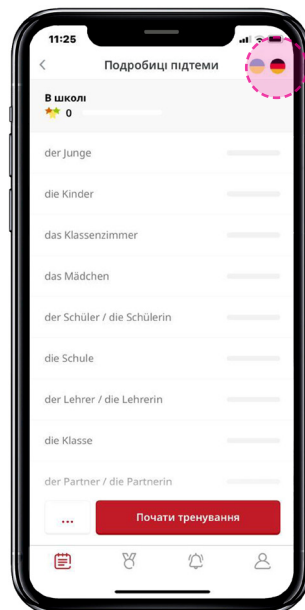 11:25
Подробиці підтеми
В школі
0
der Junge
die Kinder
das Klassenzimmer
das Mädchen
der Schüler / die Schülerin
die Schule
der Lehrer / die Lehrerin
die Klasse
der Partner / die Partnerin
... Почати тренування